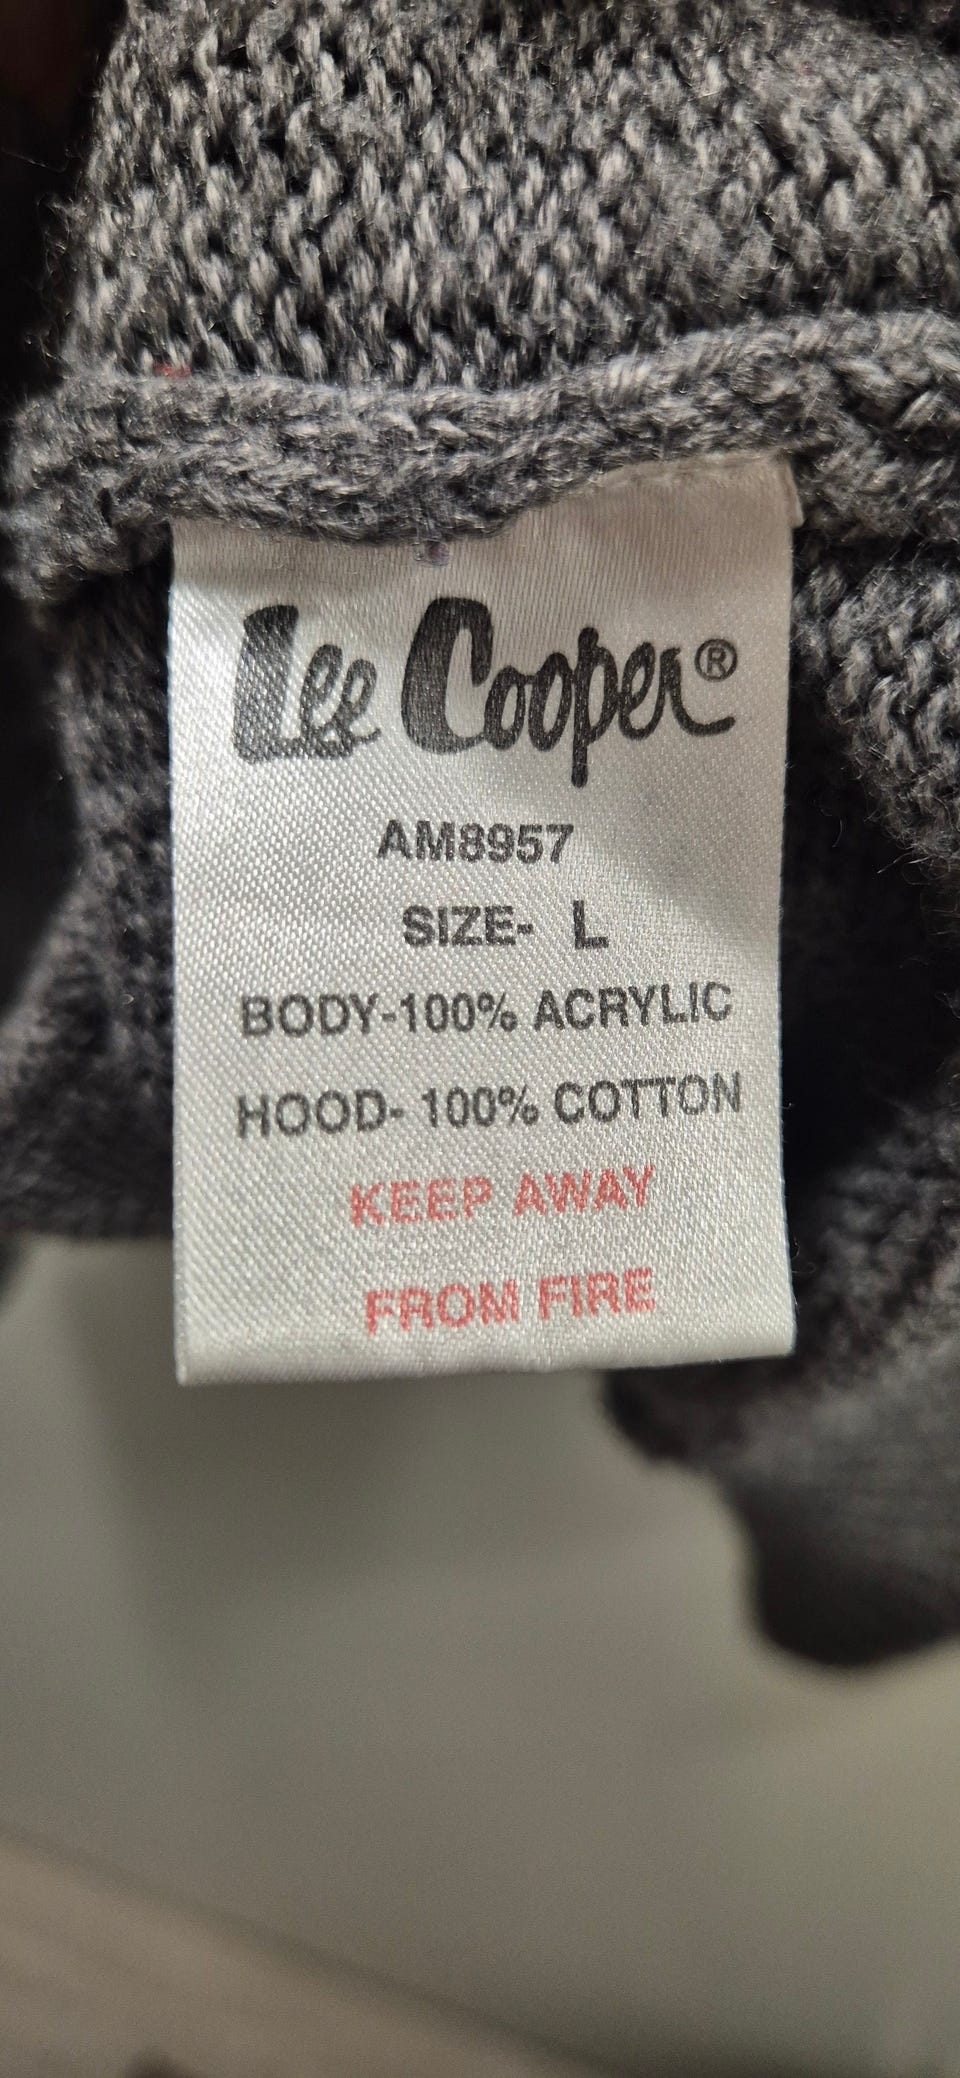 Lee Cooper®
AM8957
SIZE- L
BODY-100% ACRYLIC
HOOD- 100% COTTON
KEEP AWAY
FROM FIRE